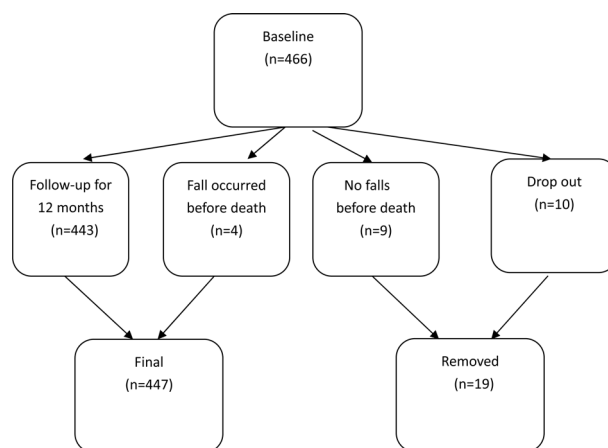 Baseline
(n=466)
Follow-up for
12 months
(n=443)
Fall occurred
before death
(n=4)
No falls
before death
(n=9)
Drop out
(n=10)
Final
(n=447)
Removed
(n=19)